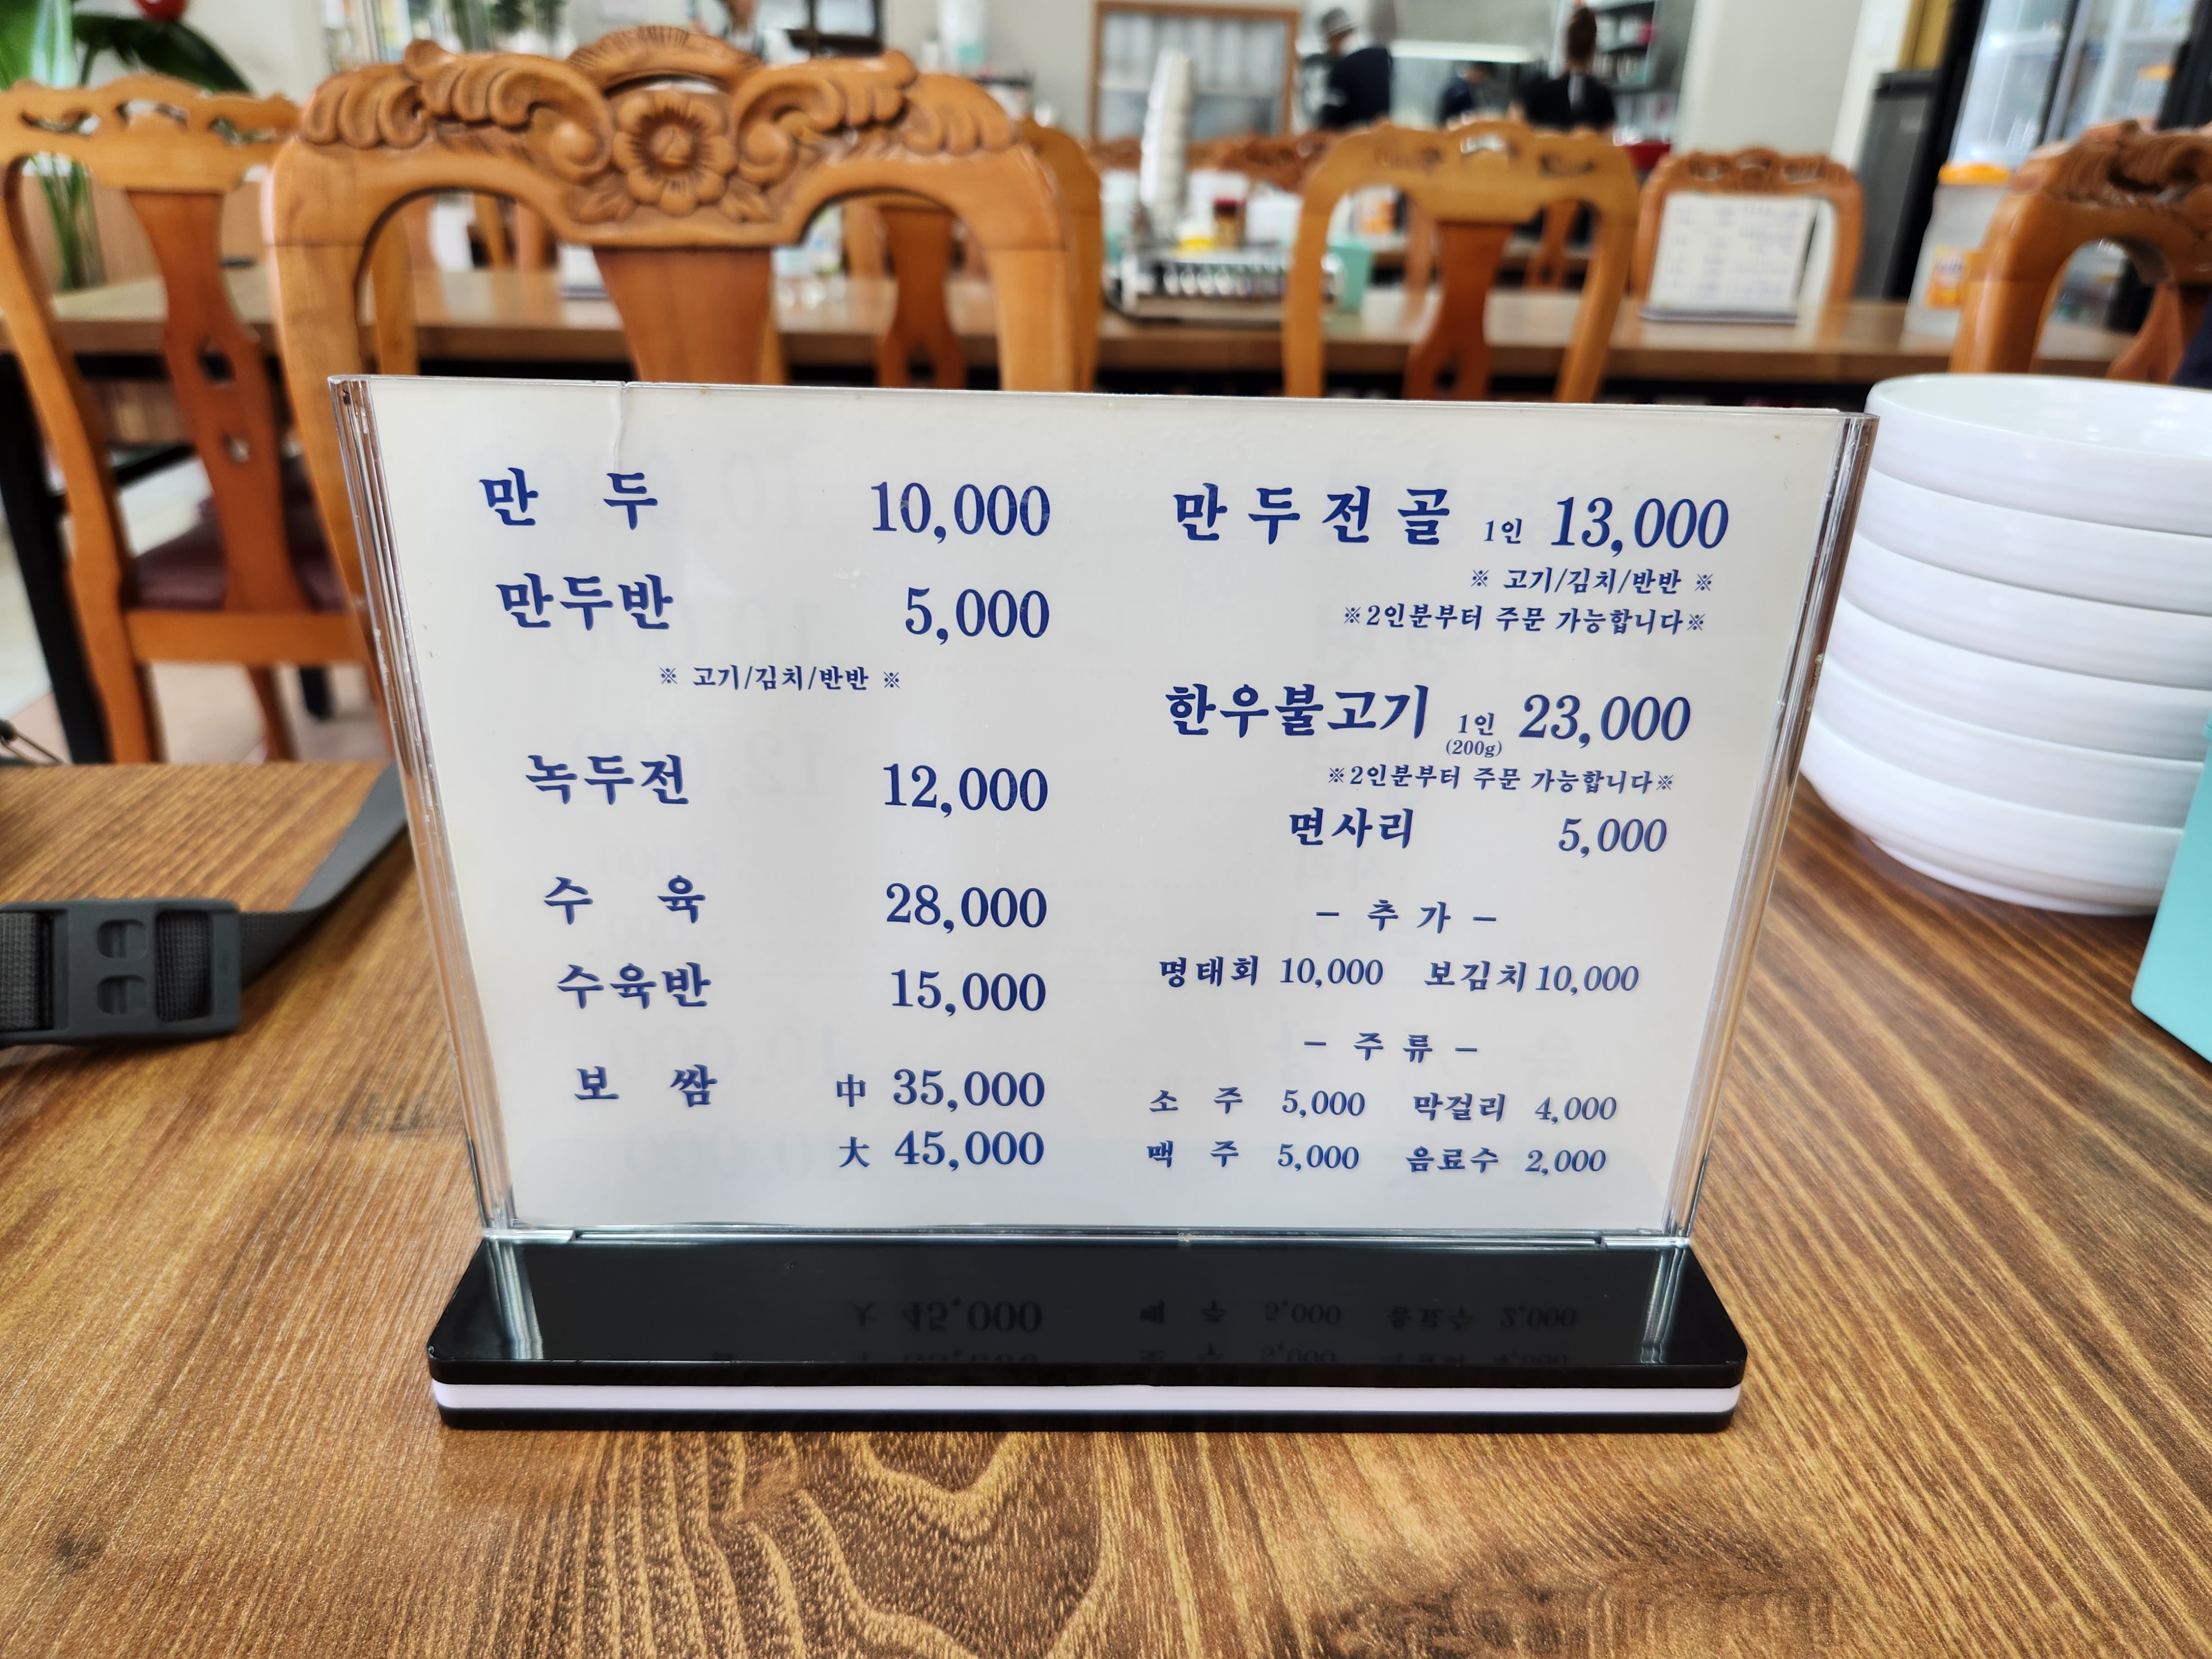 만 두 10,000
만두반 5,000
※ 고기/김치/반반 ※
녹두전 12,000
수 육 28,000
수육반 15,000
보 쌈 中 35,000
大 45,000
만두전골 1인 13,000
※ 고기/김치/반반 ※
※2인분부터 주문 가능합니다※
한우불고기 1인 23,000
(200g)
※2인분부터 주문 가능합니다※
면사리 5,000
- 추 가 -
명태회 10,000 보김치 10,000
- 주 류 -
소 주 5,000 막걸리 4,000
맥 주 5,000 음료수 2,000